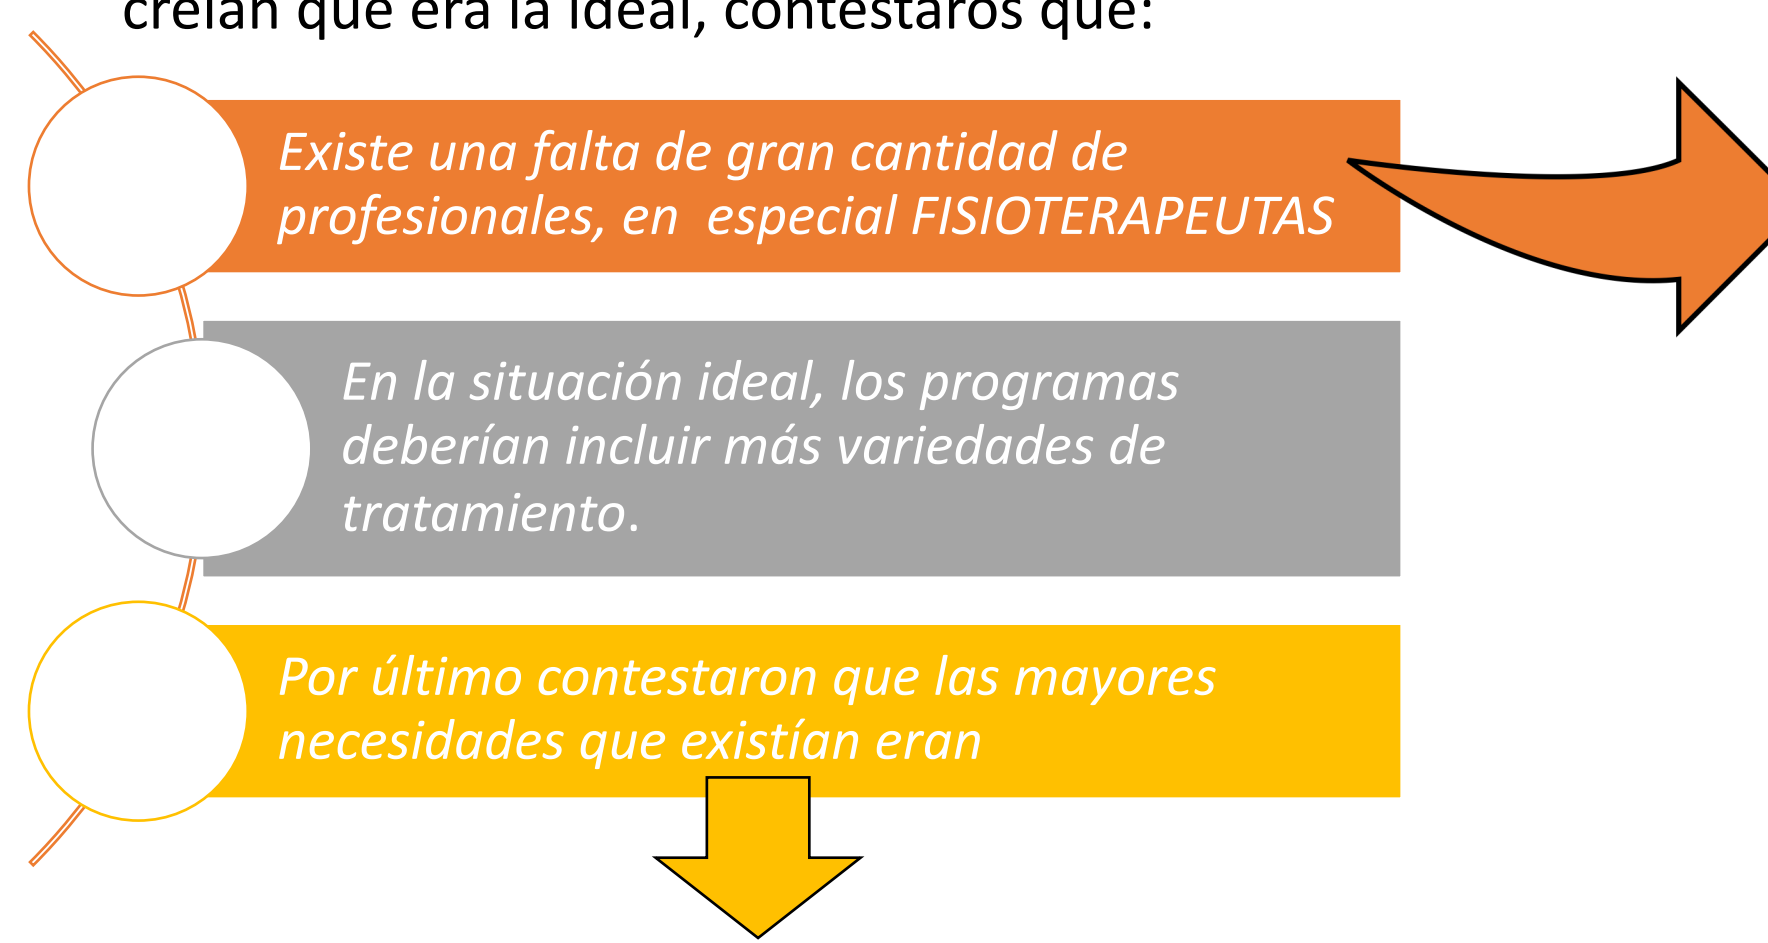 creían que era la ideal, contestaros que:
Existe una falta de gran cantidad de
profesionales, en  especial FISIOTERAPEUTAS
En la situación ideal, los programas
deberían incluir más variedades de
tratamiento.
Por último contestaron que las mayores
necesidades que existían eran